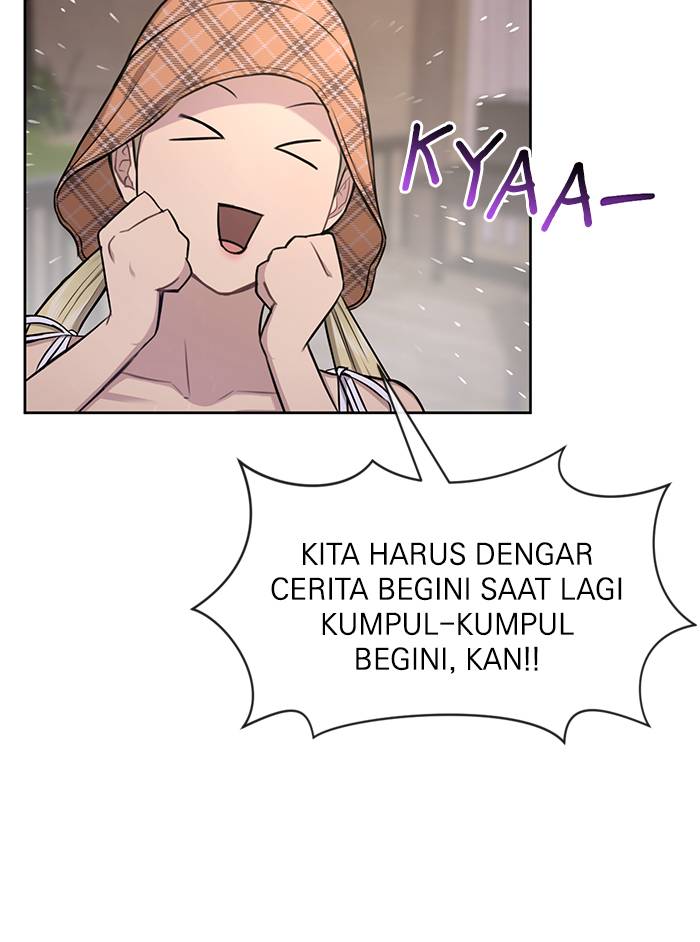 KYAA-
KITA HARUS DENGAR
CERITA BEGINI SAAT LAGI
KUMPUL-KUMPUL
BEGINI, KAN!!